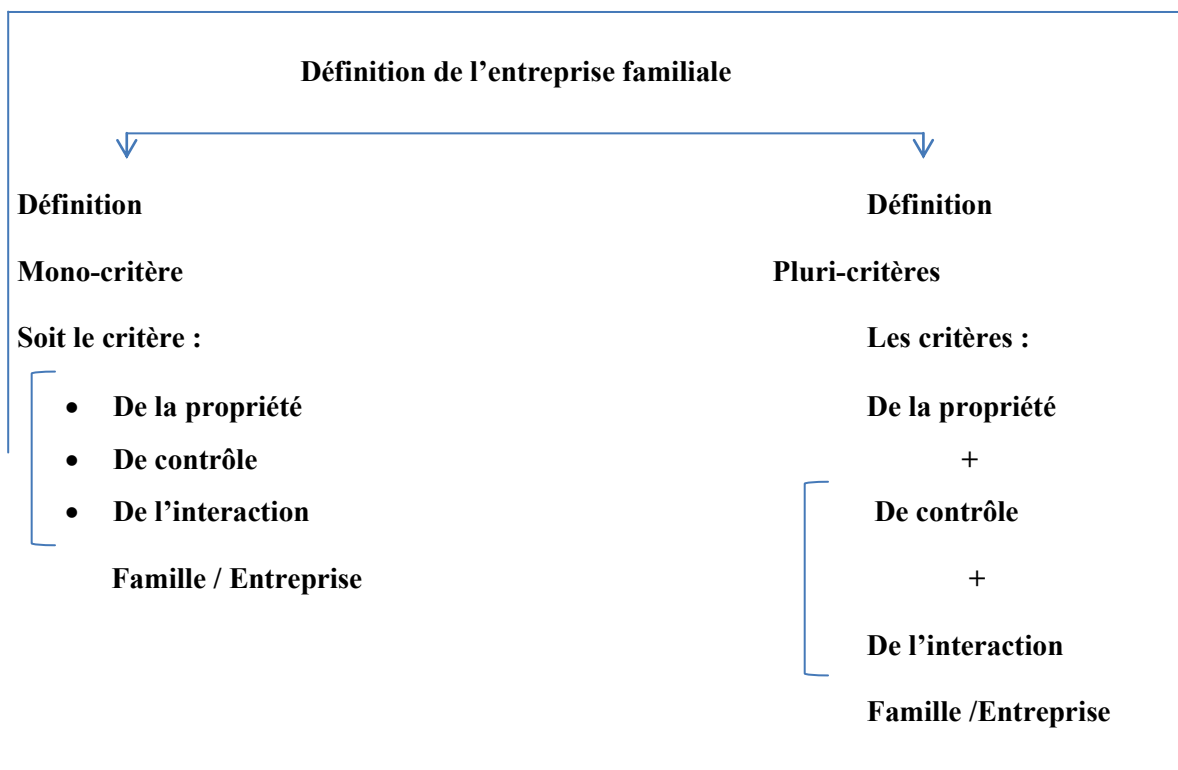 Définition de l’entreprise familiale
Définition
Mono-critère
Soit le critère :
• De la propriété
• De contrôle
• De l’interaction
Famille / Entreprise
Définition
Pluri-critères
Les critères :
De la propriété
+
De contrôle
+
De l’interaction
Famille /Entreprise